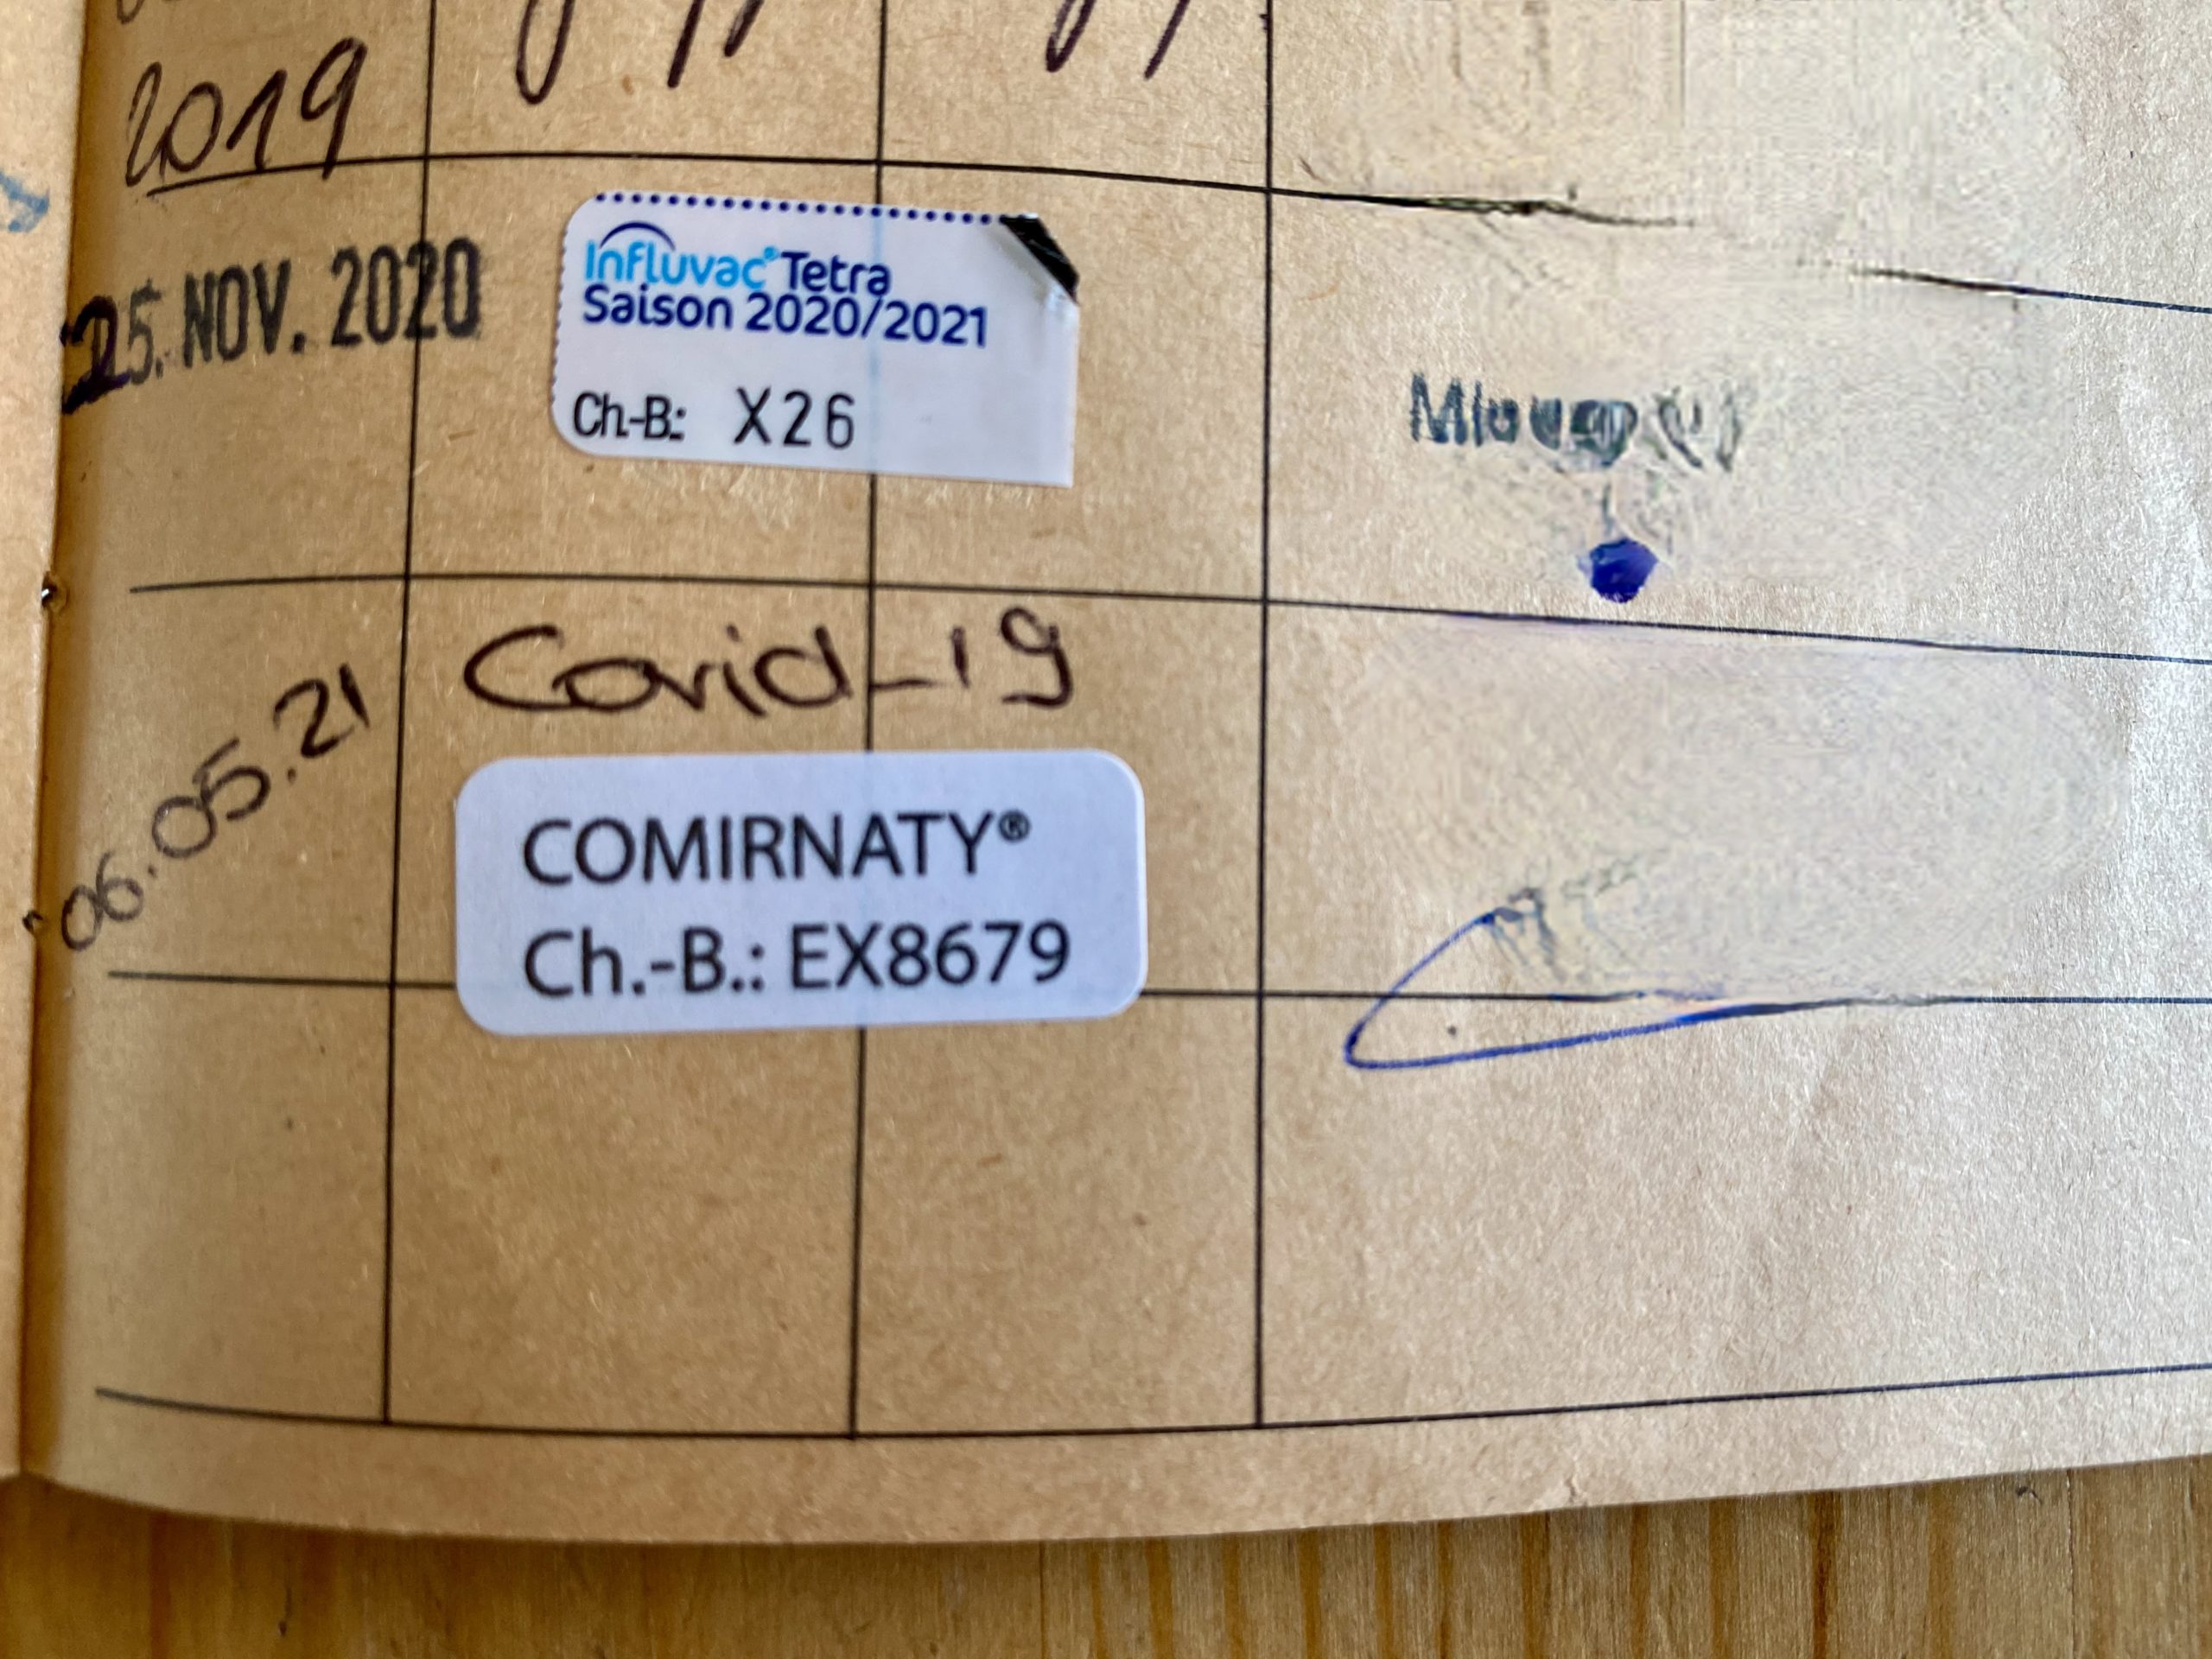 2019
25. NOV. 2020
Influvac® Tetra
Saison 2020/2021
Ch.-B.: X26
06.05.21
Covid-19
COMIRNATY®
Ch.-B.: EX8679